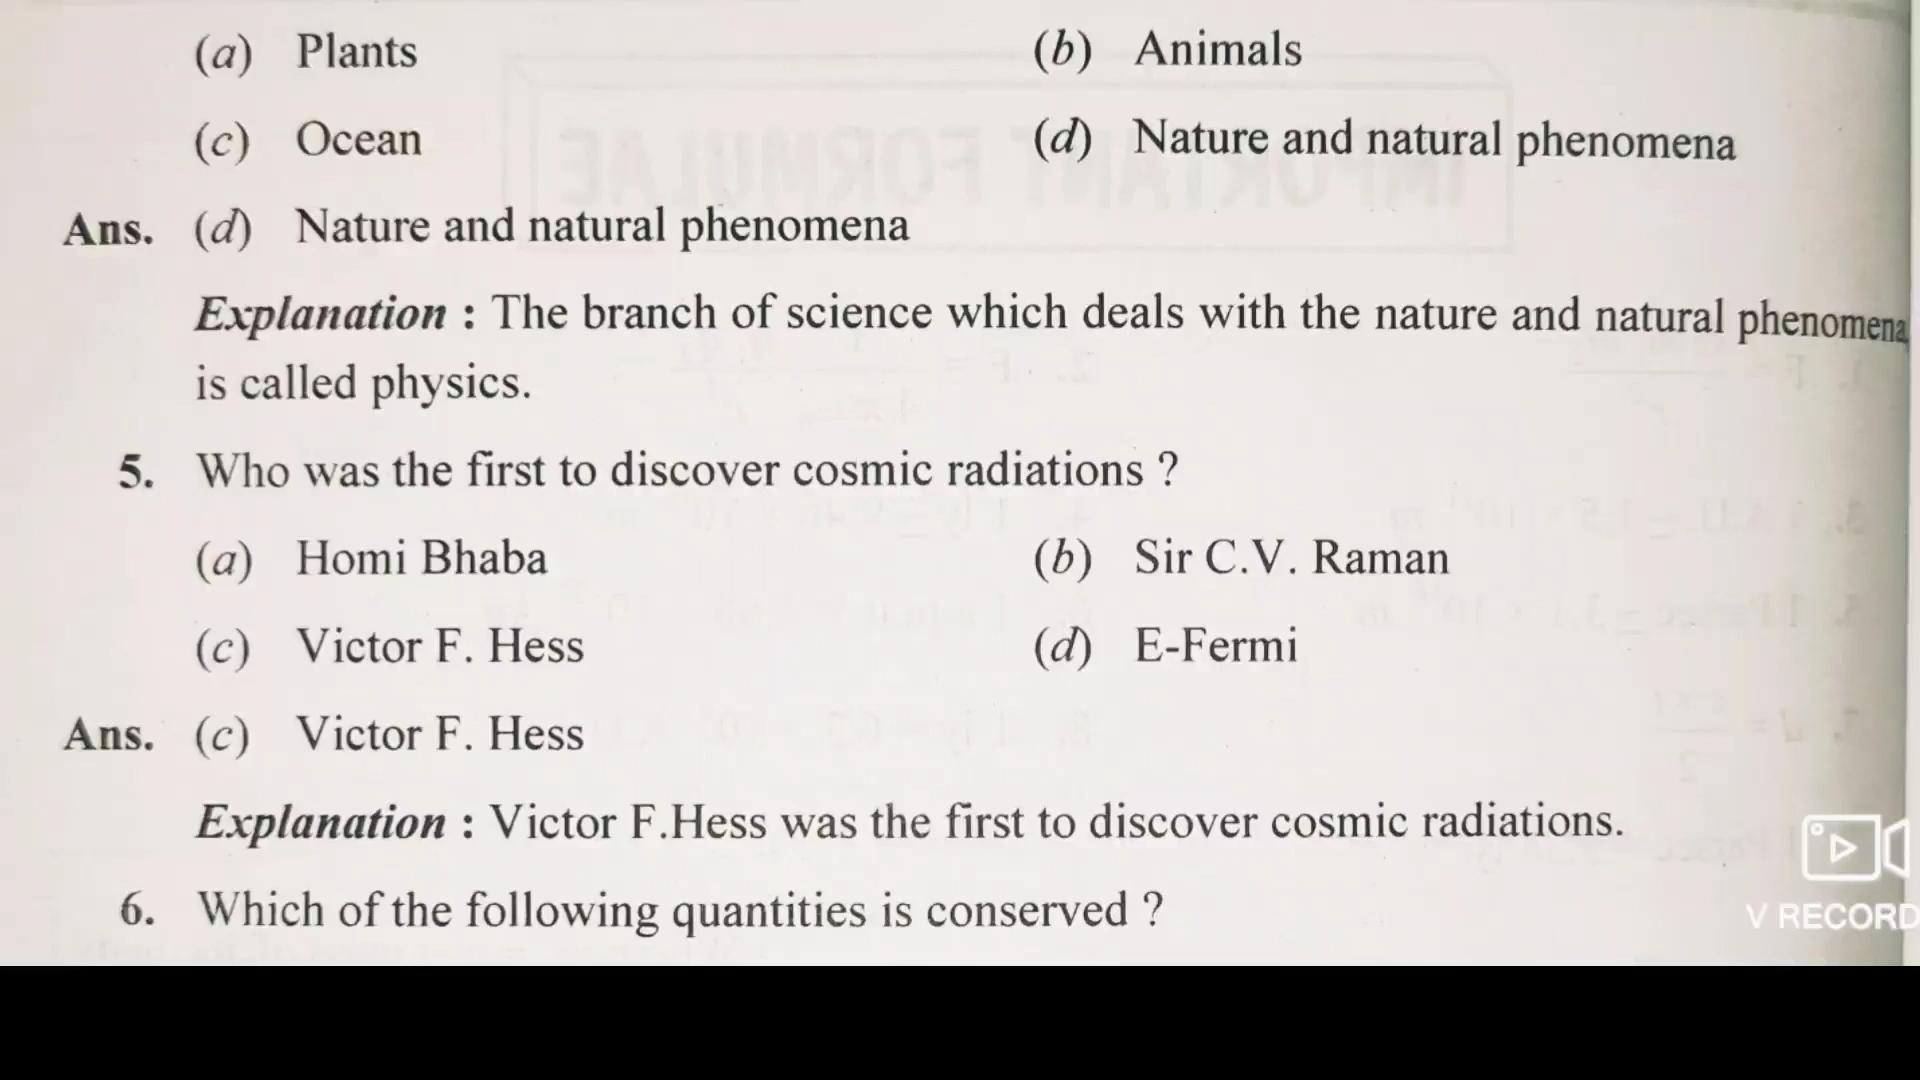 (a) Plants (b) Animals
(c) Ocean (d) Nature and natural phenomena
Ans. (d) Nature and natural phenomena
Explanation : The branch of science which deals with the nature and natural phenomena
is called physics.
5. Who was the first to discover cosmic radiations ?
(a) Homi Bhaba (b) Sir C.V. Raman
(c) Victor F. Hess (d) E-Fermi
Ans. (c) Victor F. Hess
Explanation : Victor F.Hess was the first to discover cosmic radiations.
6. Which of the following quantities is conserved ?
V RECORD